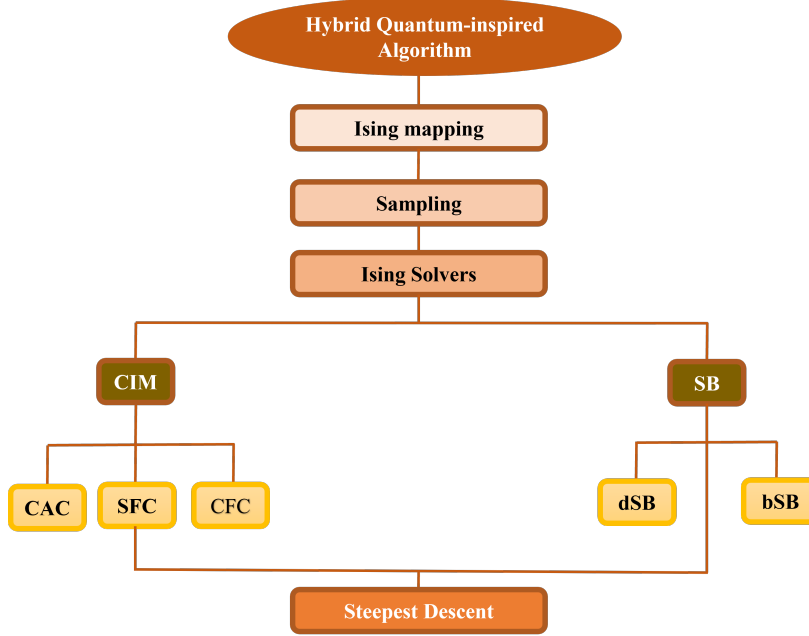 Hybrid Quantum-inspired
Algorithm
Ising mapping
Sampling
Ising Solvers
CIM
SB
CAC
SFC
CFC
dSB
bSB
Steepest Descent